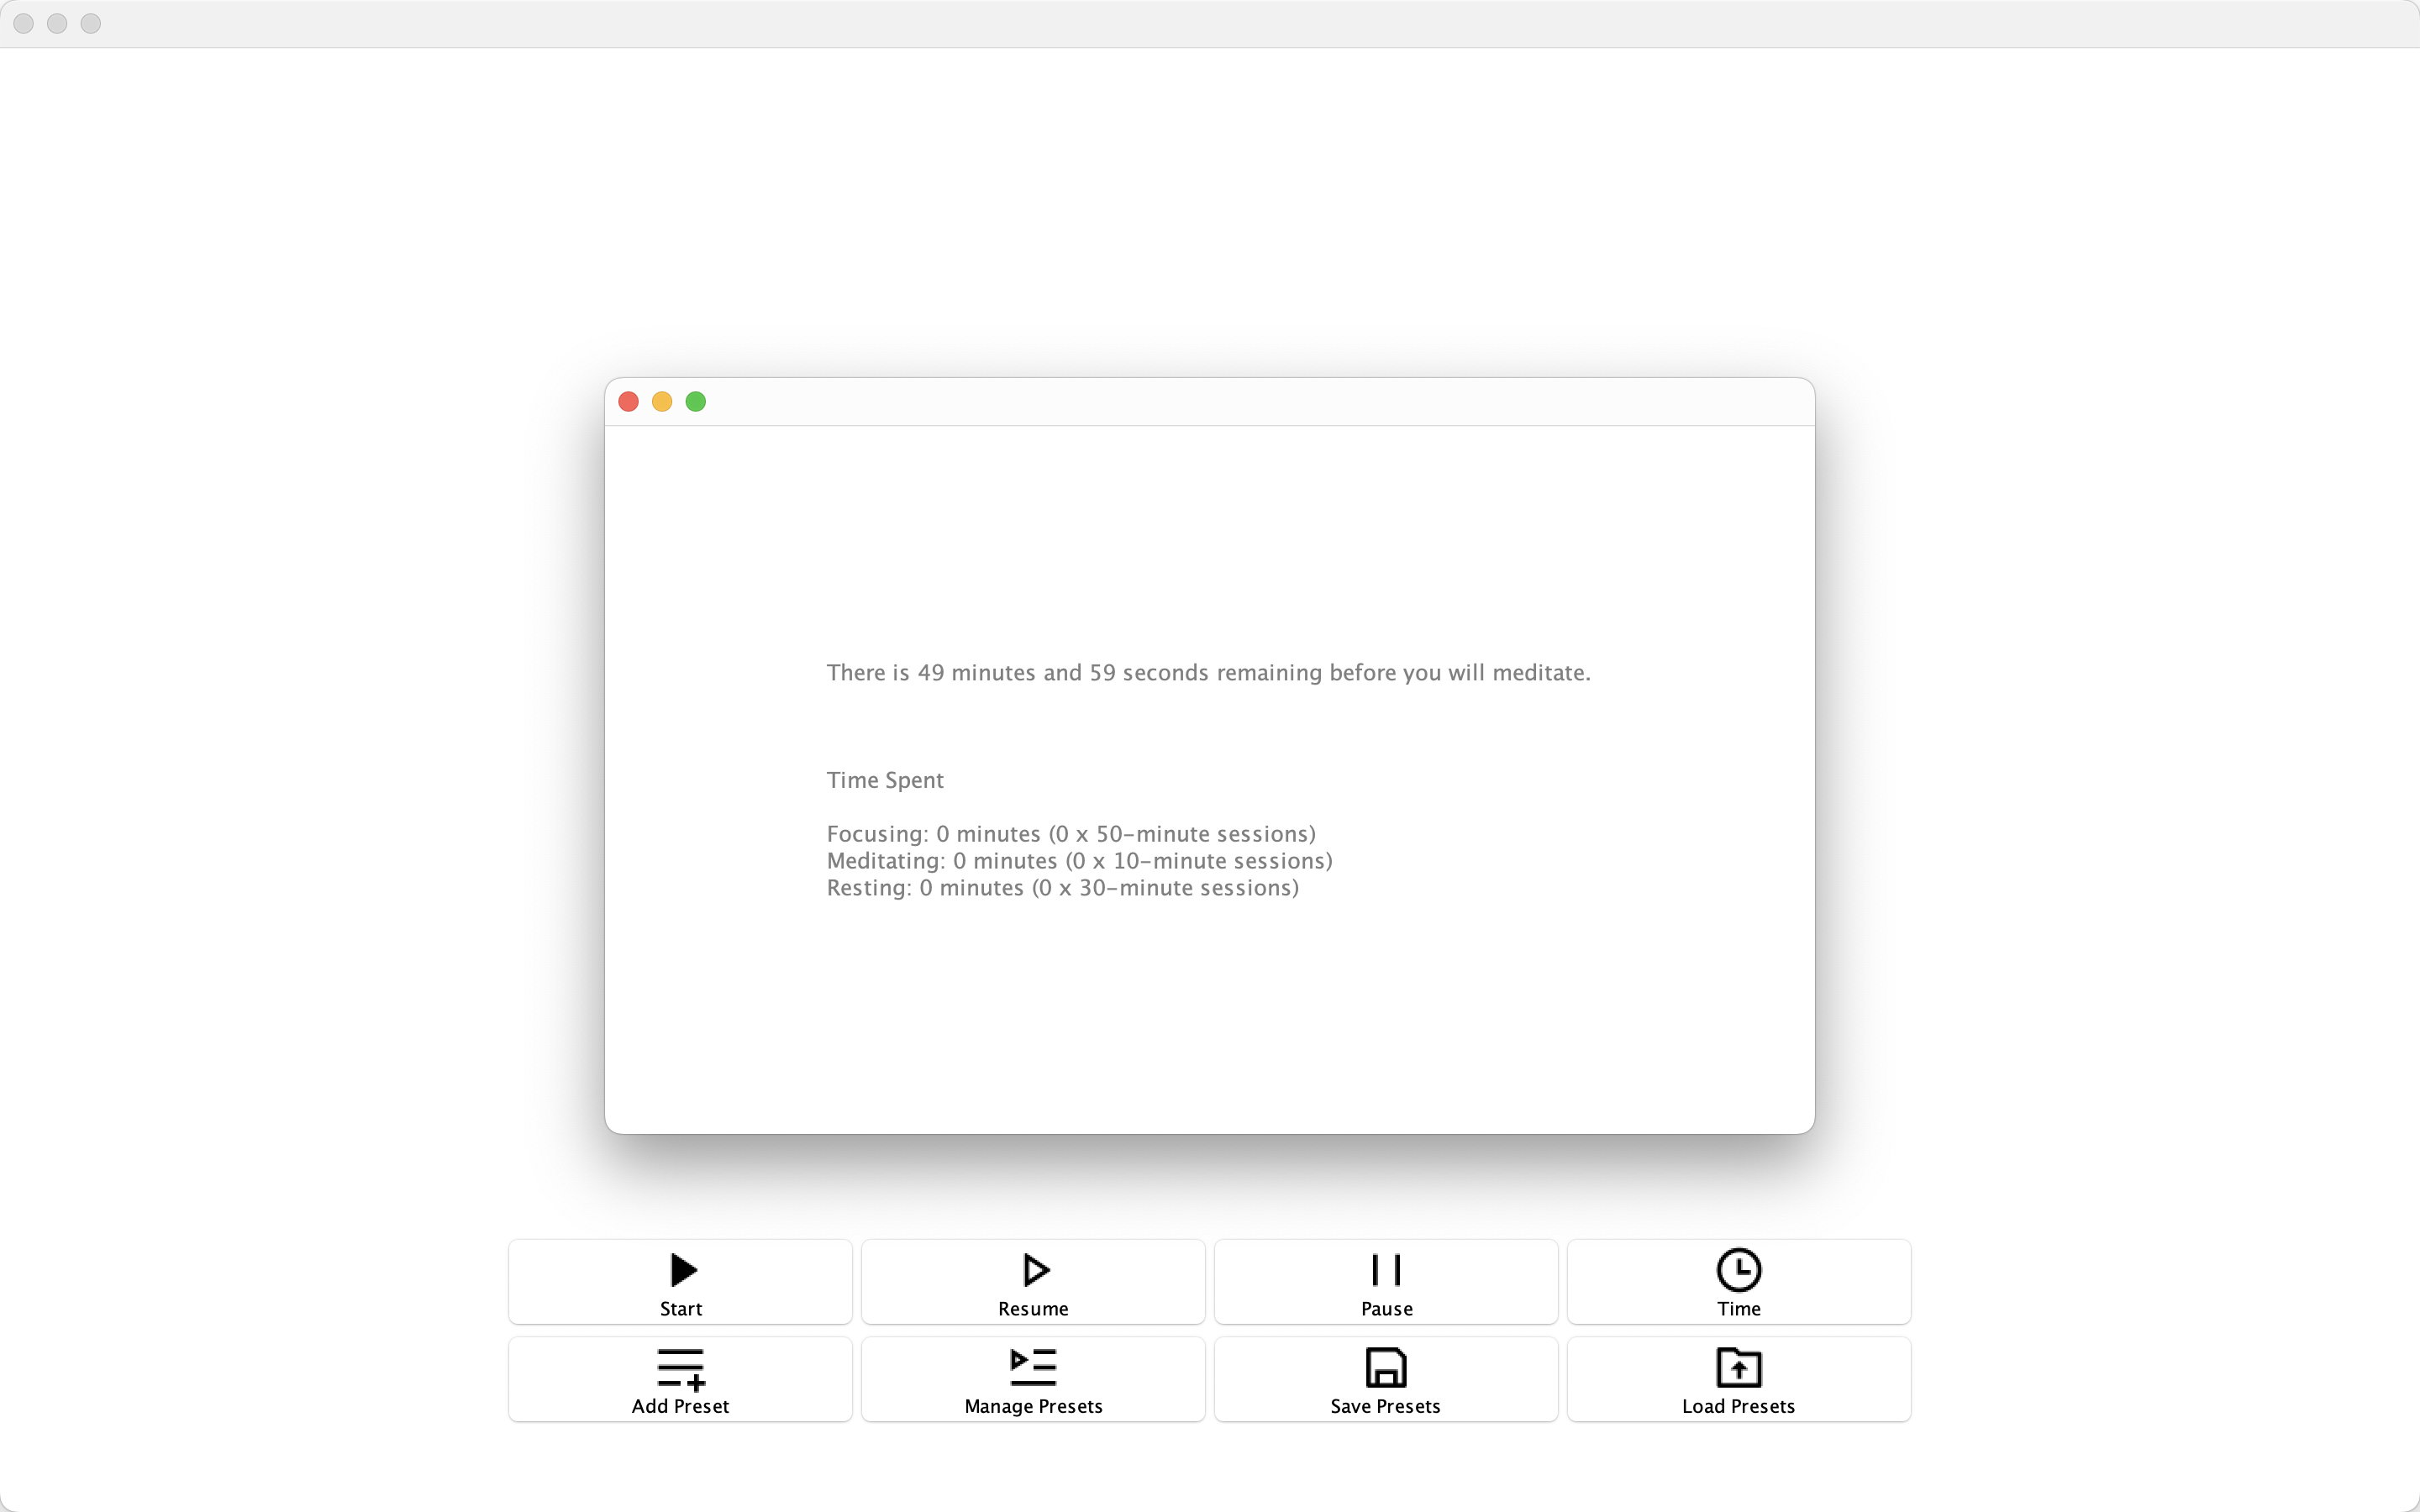 There is 49 minutes and 59 seconds remaining before you will meditate.
Time Spent
Focusing: 0 minutes (0 x 50-minute sessions)
Meditating: 0 minutes (0 x 10-minute sessions)
Resting: 0 minutes (0 x 30-minute sessions)
Start
Resume
Pause
Time
Add Preset
Manage Presets
Save Presets
Load Presets